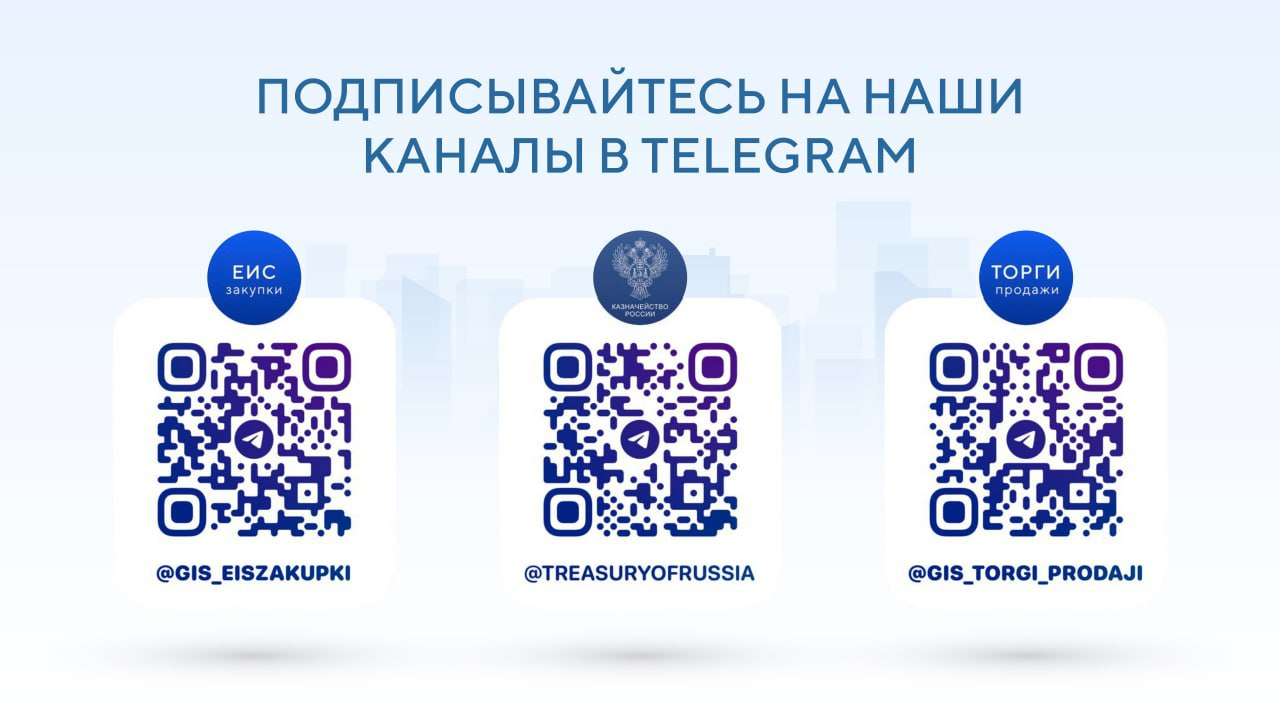 ПОДПИСЫВАЙТЕСЬ НА НАШИ
КАНАЛЫ В TELEGRAM
ЕИС
закупки
КАЗНАЧЕЙСТВО
РОССИИ
ТОРГИ
продажи
@GIS_EISZAKUPKI
@TREASURYOFRUSSIA
@GIS_TORGI_PRODAJI